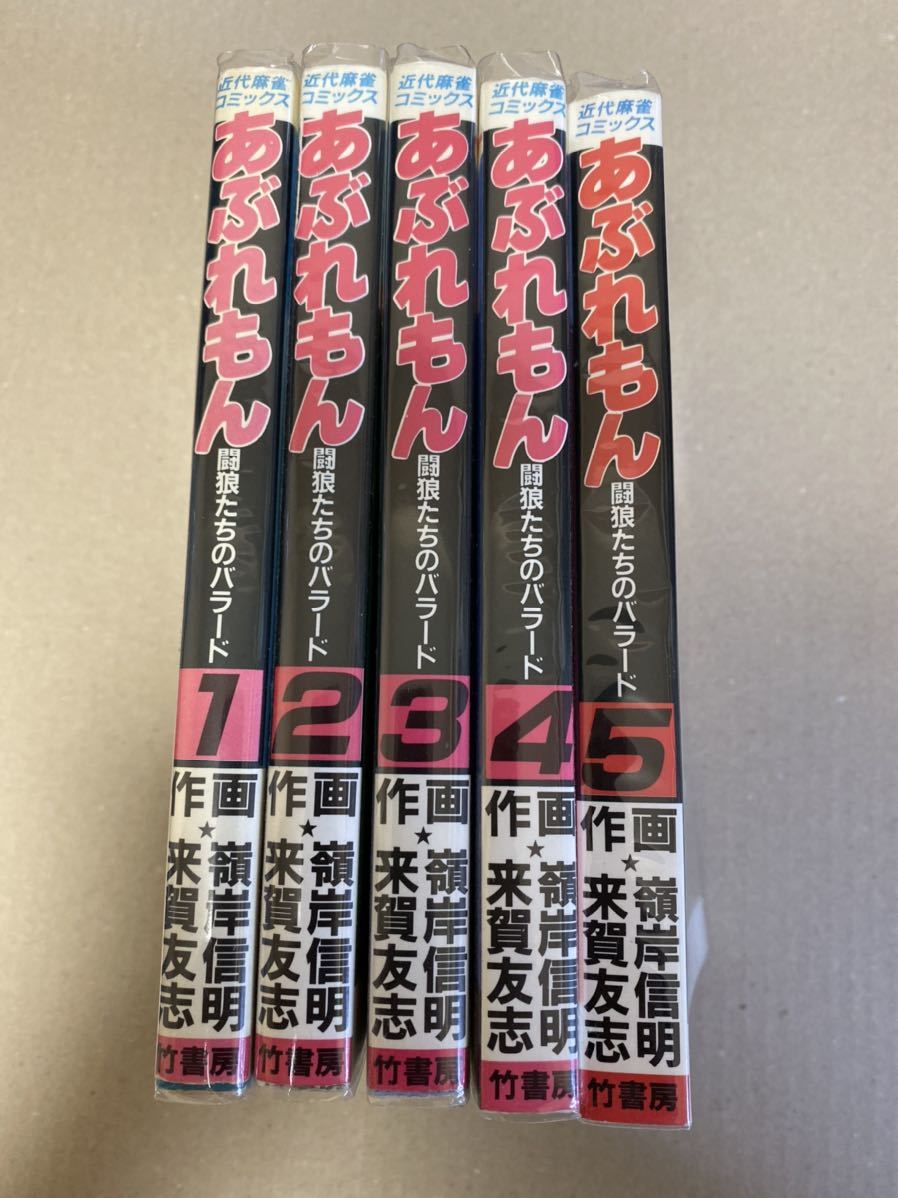 近代麻雀
コミックス
あぶれもん
闘狼たちのバラード
1
画★嶺岸信明
作★来賀友志
竹書房
近代麻雀
コミックス
あぶれもん
闘狼たちのバラード
2
画★嶺岸信明
作★来賀友志
竹書房
近代麻雀
コミックス
あぶれもん
闘狼たちのバラード
3
画★嶺岸信明
作★来賀友志
竹書房
近代麻雀
コミックス
あぶれもん
闘狼たちのバラード
4
画★嶺岸信明
作★来賀友志
竹書房
近代麻雀
コミックス
あぶれもん
闘狼たちのバラード
5
画★嶺岸信明
作★来賀友志
竹書房